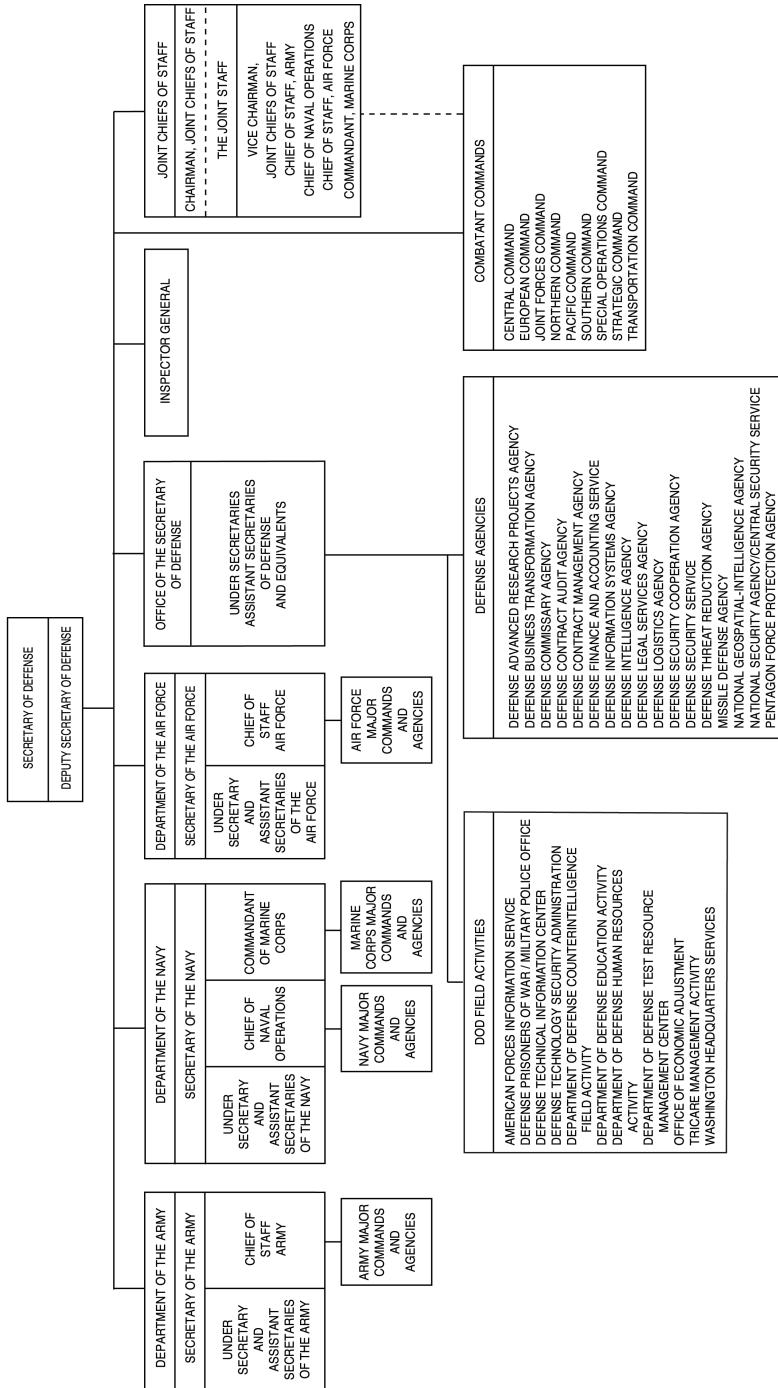 SECRETARY OF DEFENSE
DEPUTY SECRETARY OF DEFENSE
DEPARTMENT OF THE ARMY
SECRETARY OF THE ARMY
UNDER
SECRETARY
AND
ASSISTANT
SECRETARIES
OF THE ARMY
CHIEF OF
STAFF
ARMY
ARMY MAJOR
COMMANDS
AND
AGENCIES
DEPARTMENT OF THE NAVY
SECRETARY OF THE NAVY
UNDER
SECRETARY
AND
ASSISTANT
SECRETARIES
OF THE NAVY
CHIEF OF
NAVAL
OPERATIONS
COMMANDANT
OF MARINE
CORPS
NAVY MAJOR
COMMANDS
AND
AGENCIES
MARINE
CORPS MAJOR
COMMANDS
AND
AGENCIES
DEPARTMENT OF THE AIR FORCE
SECRETARY OF THE AIR FORCE
UNDER
SECRETARY
AND
ASSISTANT
SECRETARIES
OF THE
AIR FORCE
CHIEF OF
STAFF
AIR FORCE
AIR FORCE
MAJOR
COMMANDS
AND
AGENCIES
OFFICE OF THE SECRETARY
OF DEFENSE
UNDER SECRETARIES
ASSISTANT SECRETARIES
OF DEFENSE
AND EQUIVALENTS
INSPECTOR GENERAL
JOINT CHIEFS OF STAFF
CHAIRMAN, JOINT CHIEFS OF STAFF
THE JOINT STAFF
VICE CHAIRMAN,
JOINT CHIEFS OF STAFF
CHIEF OF STAFF, ARMY
CHIEF OF NAVAL OPERATIONS
CHIEF OF STAFF, AIR FORCE
COMMANDANT, MARINE CORPS
DOD FIELD ACTIVITIES
AMERICAN FORCES INFORMATION SERVICE
DEFENSE PRISONERS OF WAR / MILITARY POLICE OFFICE
DEFENSE TECHNICAL INFORMATION CENTER
DEFENSE TECHNOLOGY SECURITY ADMINISTRATION
DEPARTMENT OF DEFENSE COUNTERINTELLIGENCE
FIELD ACTIVITY
DEPARTMENT OF DEFENSE EDUCATION ACTIVITY
DEPARTMENT OF DEFENSE HUMAN RESOURCES
ACTIVITY
DEPARTMENT OF DEFENSE TEST RESOURCE
MANAGEMENT CENTER
OFFICE OF ECONOMIC ADJUSTMENT
TRICARE MANAGEMENT ACTIVITY
WASHINGTON HEADQUARTERS SERVICES
DEFENSE AGENCIES
DEFENSE ADVANCED RESEARCH PROJECTS AGENCY
DEFENSE BUSINESS TRANSFORMATION AGENCY
DEFENSE COMMISSARY AGENCY
DEFENSE CONTRACT AUDIT AGENCY
DEFENSE CONTRACT MANAGEMENT AGENCY
DEFENSE FINANCE AND ACCOUNTING SERVICE
DEFENSE INFORMATION SYSTEMS AGENCY
DEFENSE INTELLIGENCE AGENCY
DEFENSE LEGAL SERVICES AGENCY
DEFENSE LOGISTICS AGENCY
DEFENSE SECURITY COOPERATION AGENCY
DEFENSE SECURITY SERVICE
DEFENSE THREAT REDUCTION AGENCY
MISSILE DEFENSE AGENCY
NATIONAL GEOSPATIAL-INTELLIGENCE AGENCY
NATIONAL SECURITY AGENCY/CENTRAL SECURITY SERVICE
PENTAGON FORCE PROTECTION AGENCY
COMBATANT COMMANDS
CENTRAL COMMAND
EUROPEAN COMMAND
JOINT FORCES COMMAND
NORTHERN COMMAND
PACIFIC COMMAND
SOUTHERN COMMAND
SPECIAL OPERATIONS COMMAND
STRATEGIC COMMAND
TRANSPORTATION COMMAND